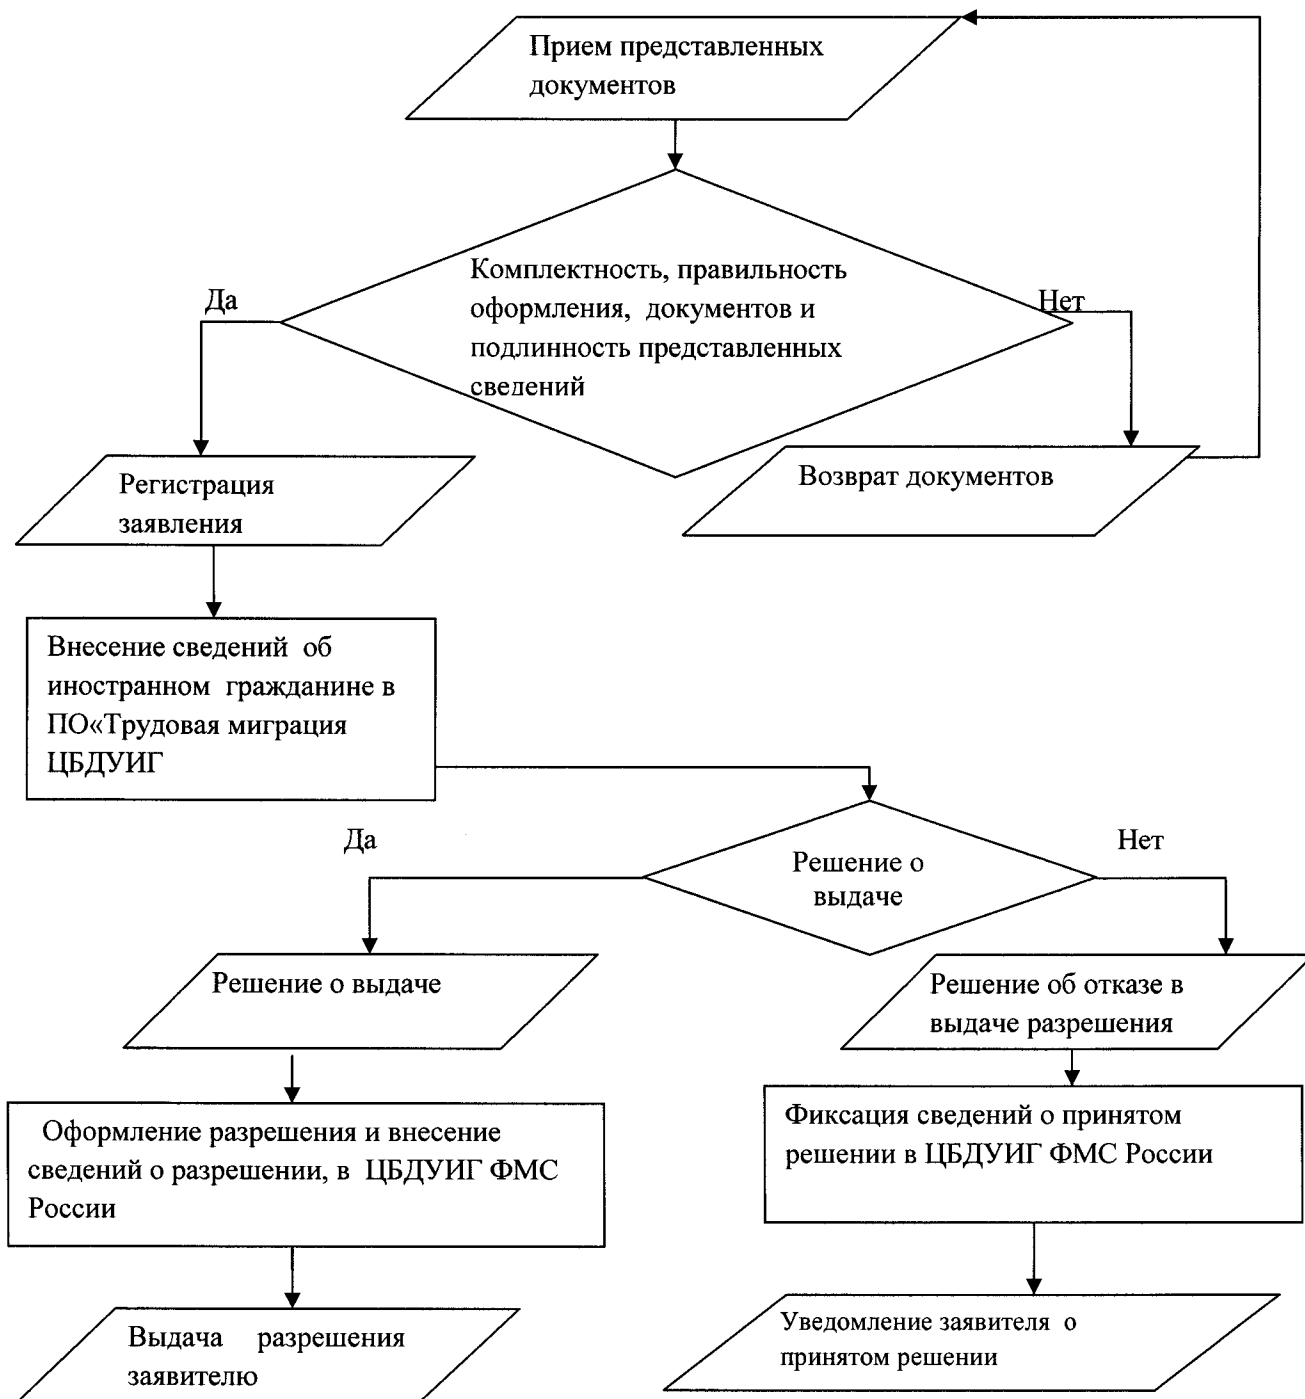 Прием представленных
документов
Комплектность, правильность
оформления, документов и
подлинность представленных
сведений
Да
Нет
Регистрация
заявления
Возврат документов
Внесение сведений об
иностранном гражданине в
ПО«Трудовая миграция
ЦБДУИГ
Да
Нет
Решение о
выдаче
Решение о выдаче
Решение об отказе в
выдаче разрешения
Оформление разрешения и внесение
сведений о разрешении, в ЦБДУИГ ФМС
России
Фиксация сведений о принятом
решении в ЦБДУИГ ФМС России
Выдача разрешения
заявителю
Уведомление заявителя о
принятом решении